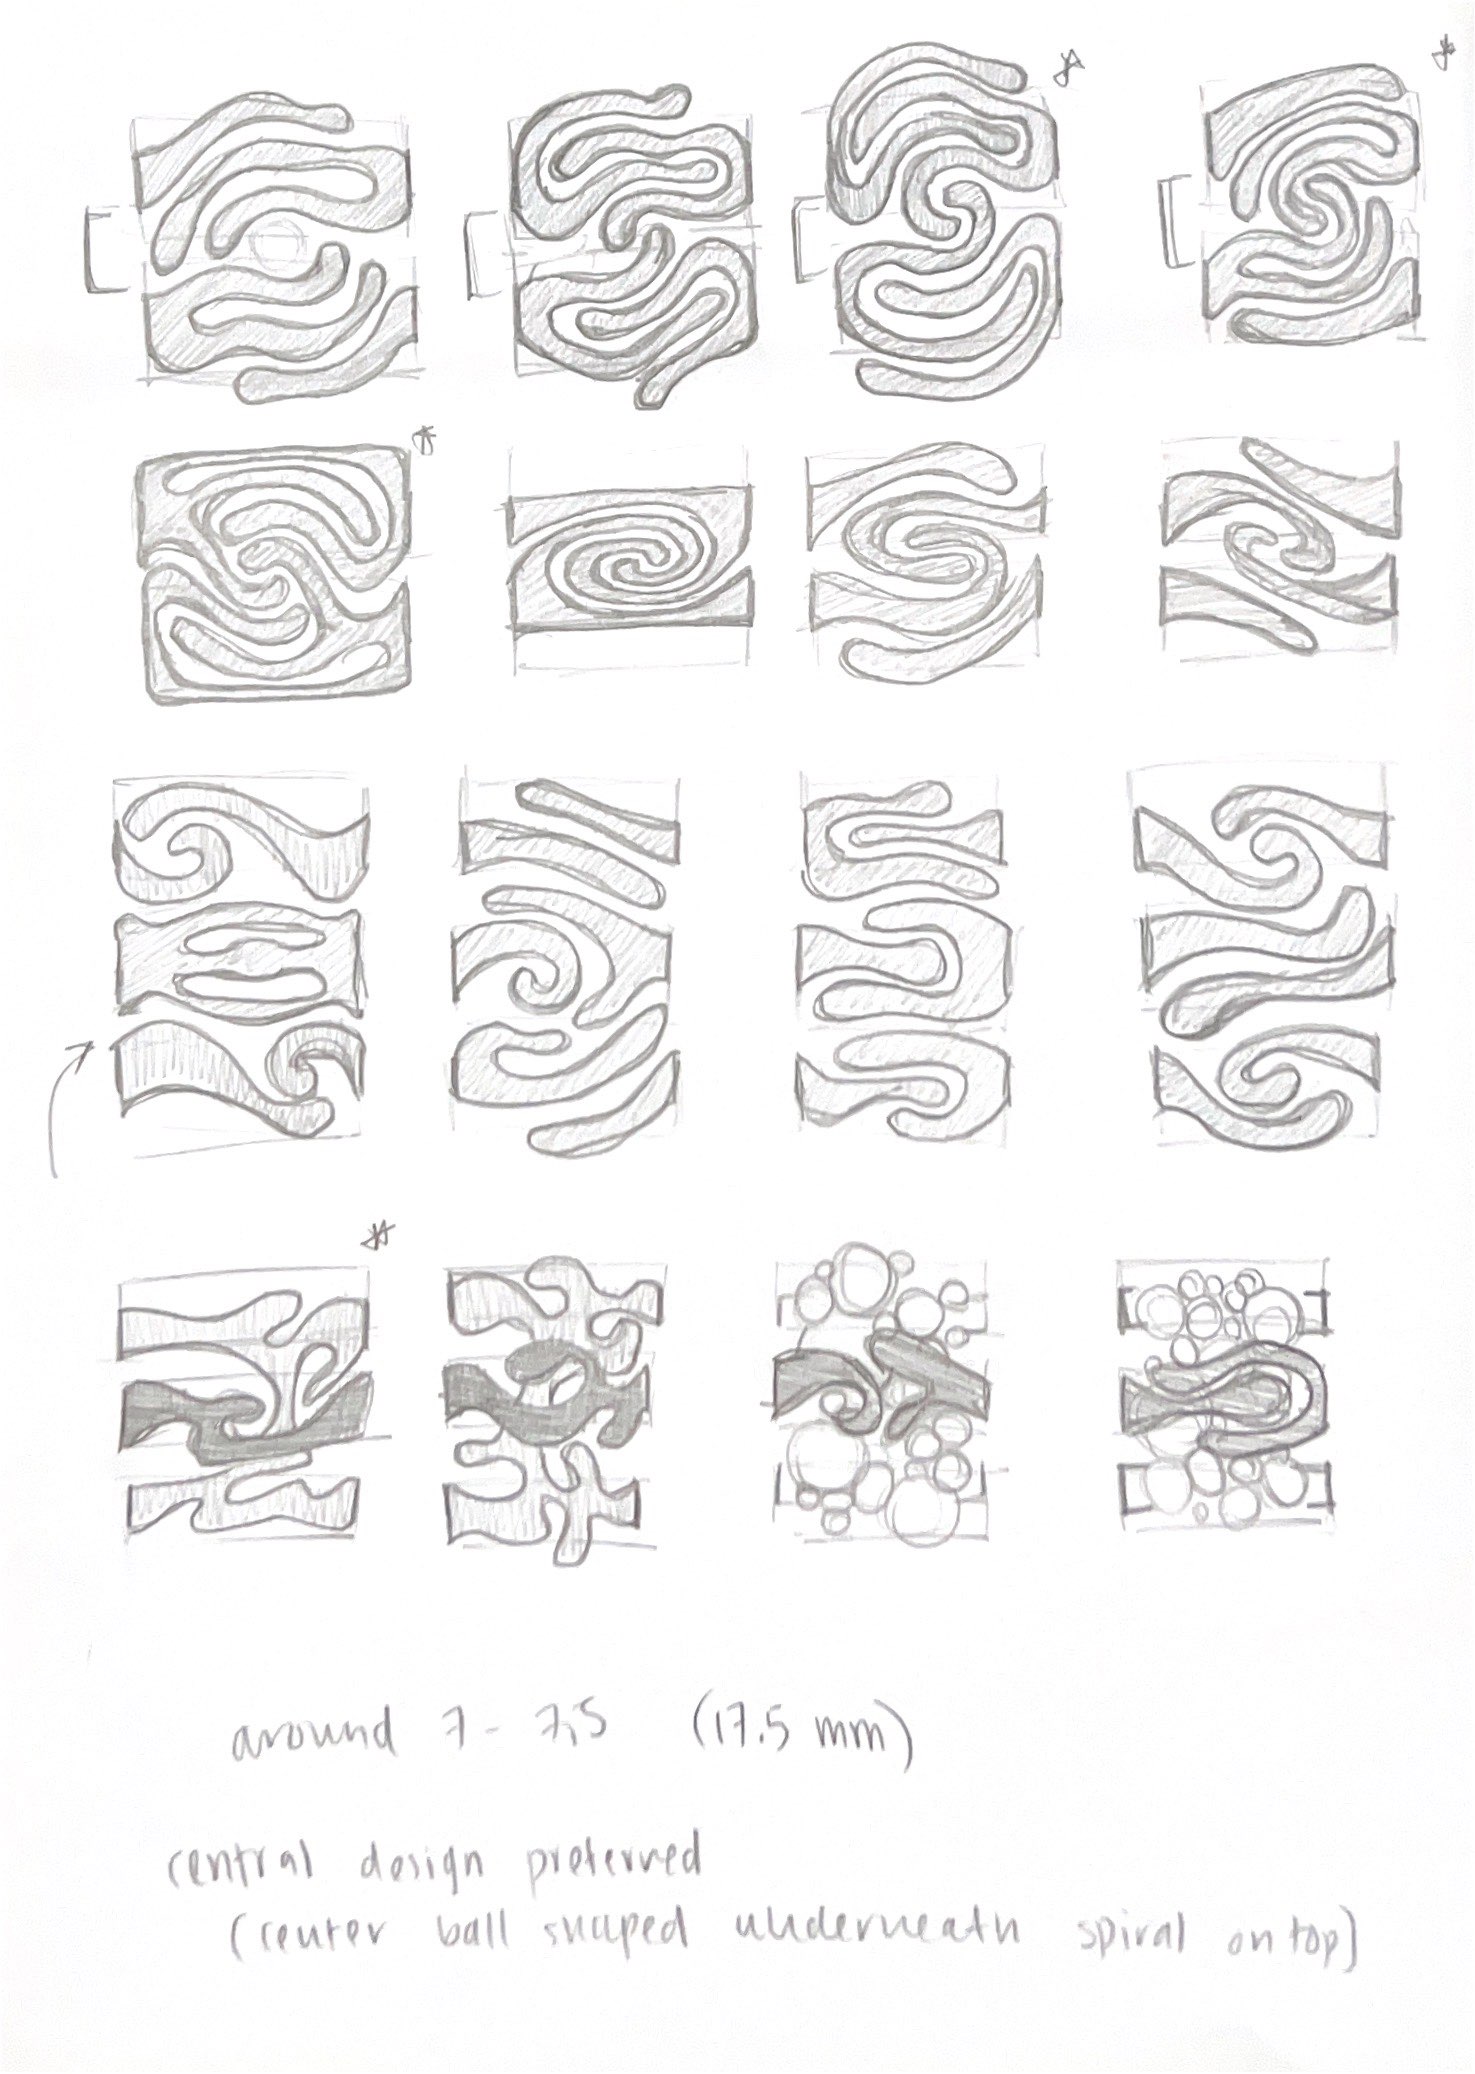 around 7 - 7,5 (17.5 mm)
central design preferred
(center ball shaped underneath spiral on top)